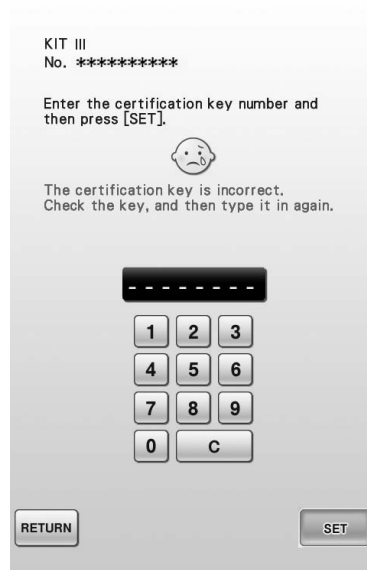 KIT III
No. **********
Enter the certification key number and
then press [SET].
The certification key is incorrect.
Check the key, and then type it in again.
- - - - - - - -
1 2 3
4 5 6
7 8 9
0 C
RETURN SET